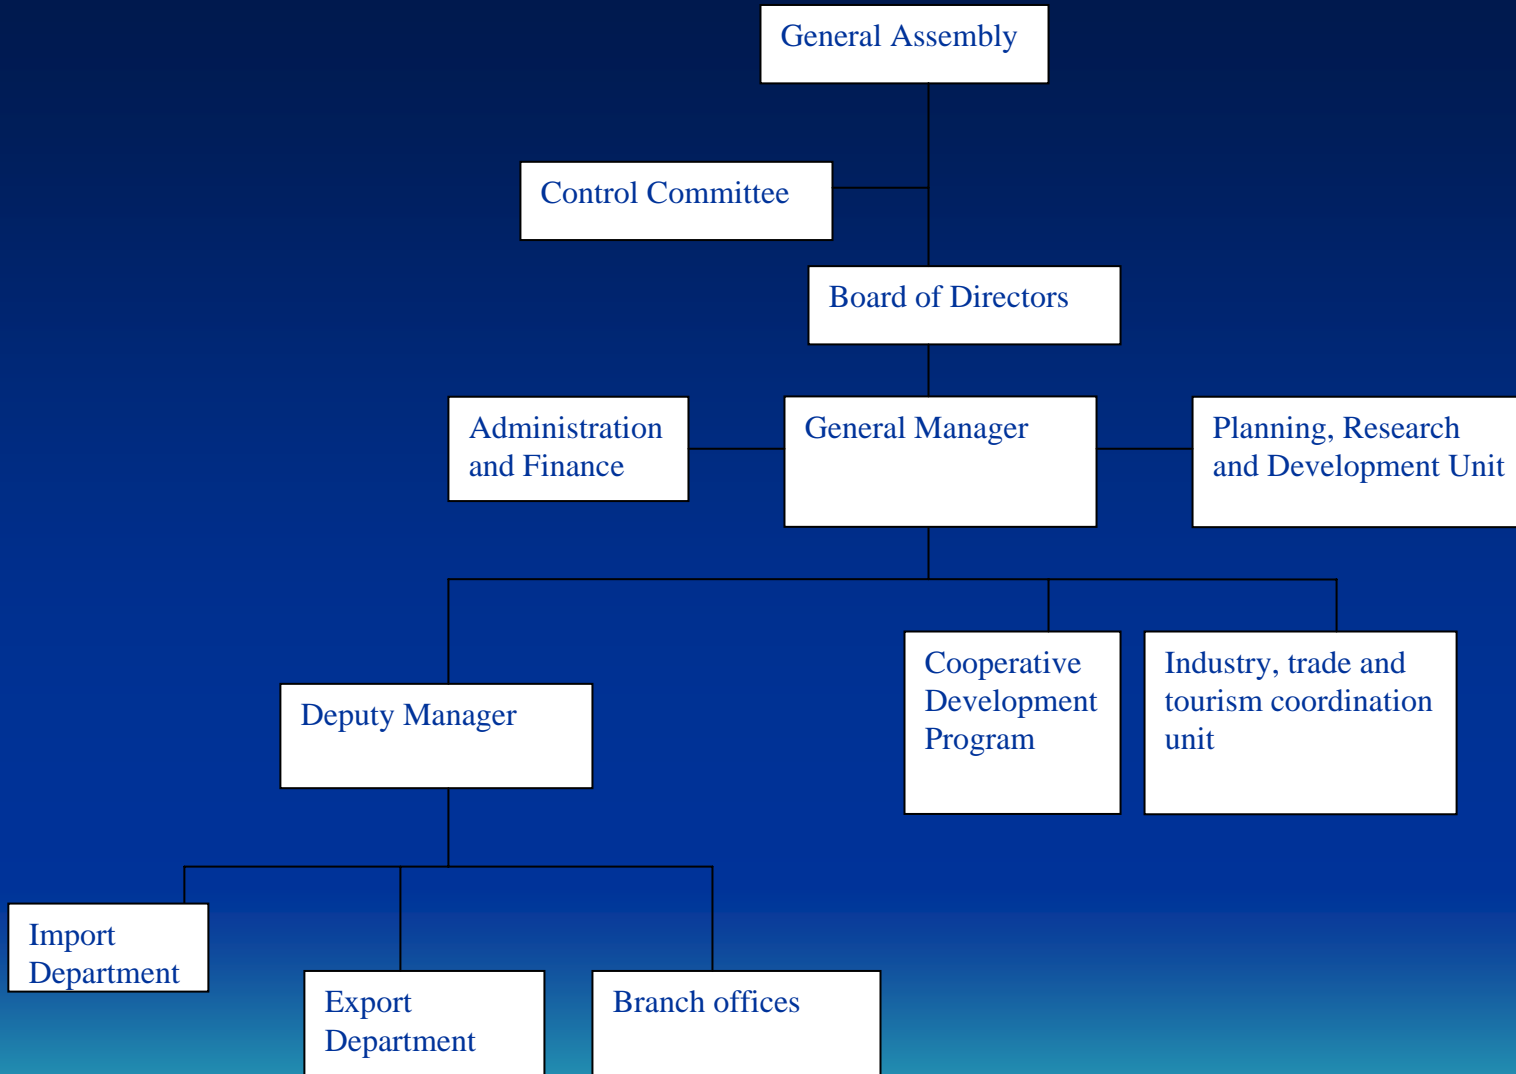 General Assembly
Control Committee
Board of Directors
Administration
and Finance
General Manager
Planning, Research
and Development Unit
Deputy Manager
Cooperative
Development
Program
Industry, trade and
tourism coordination
unit
Import
Department
Export
Department
Branch offices